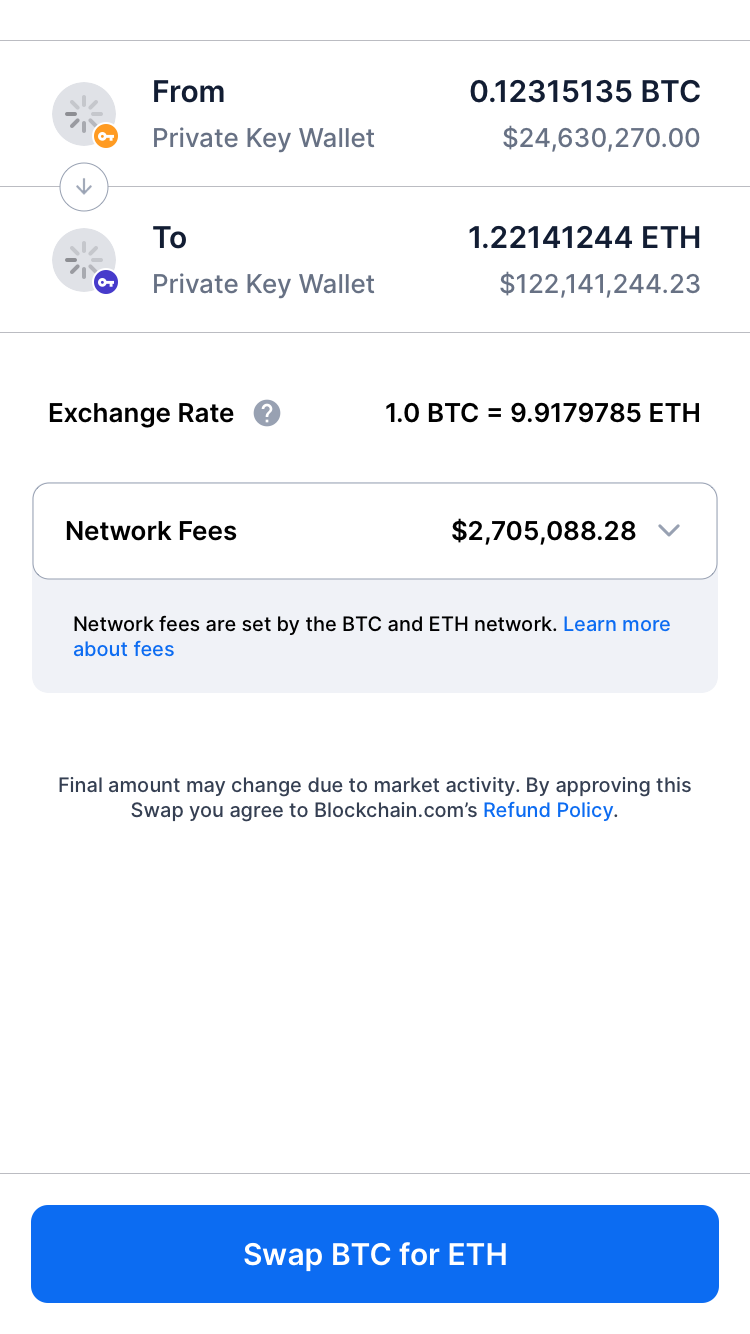 From
0.12315135 BTC
Private Key Wallet
$24,630,270.00
To
1.22141244 ETH
Private Key Wallet
$122,141,244.23
Exchange Rate ?
1.0 BTC = 9.9179785 ETH
Network Fees
$2,705,088.28
Network fees are set by the BTC and ETH network. Learn more
about fees
Final amount may change due to market activity. By approving this
Swap you agree to Blockchain.com’s Refund Policy.
Swap BTC for ETH